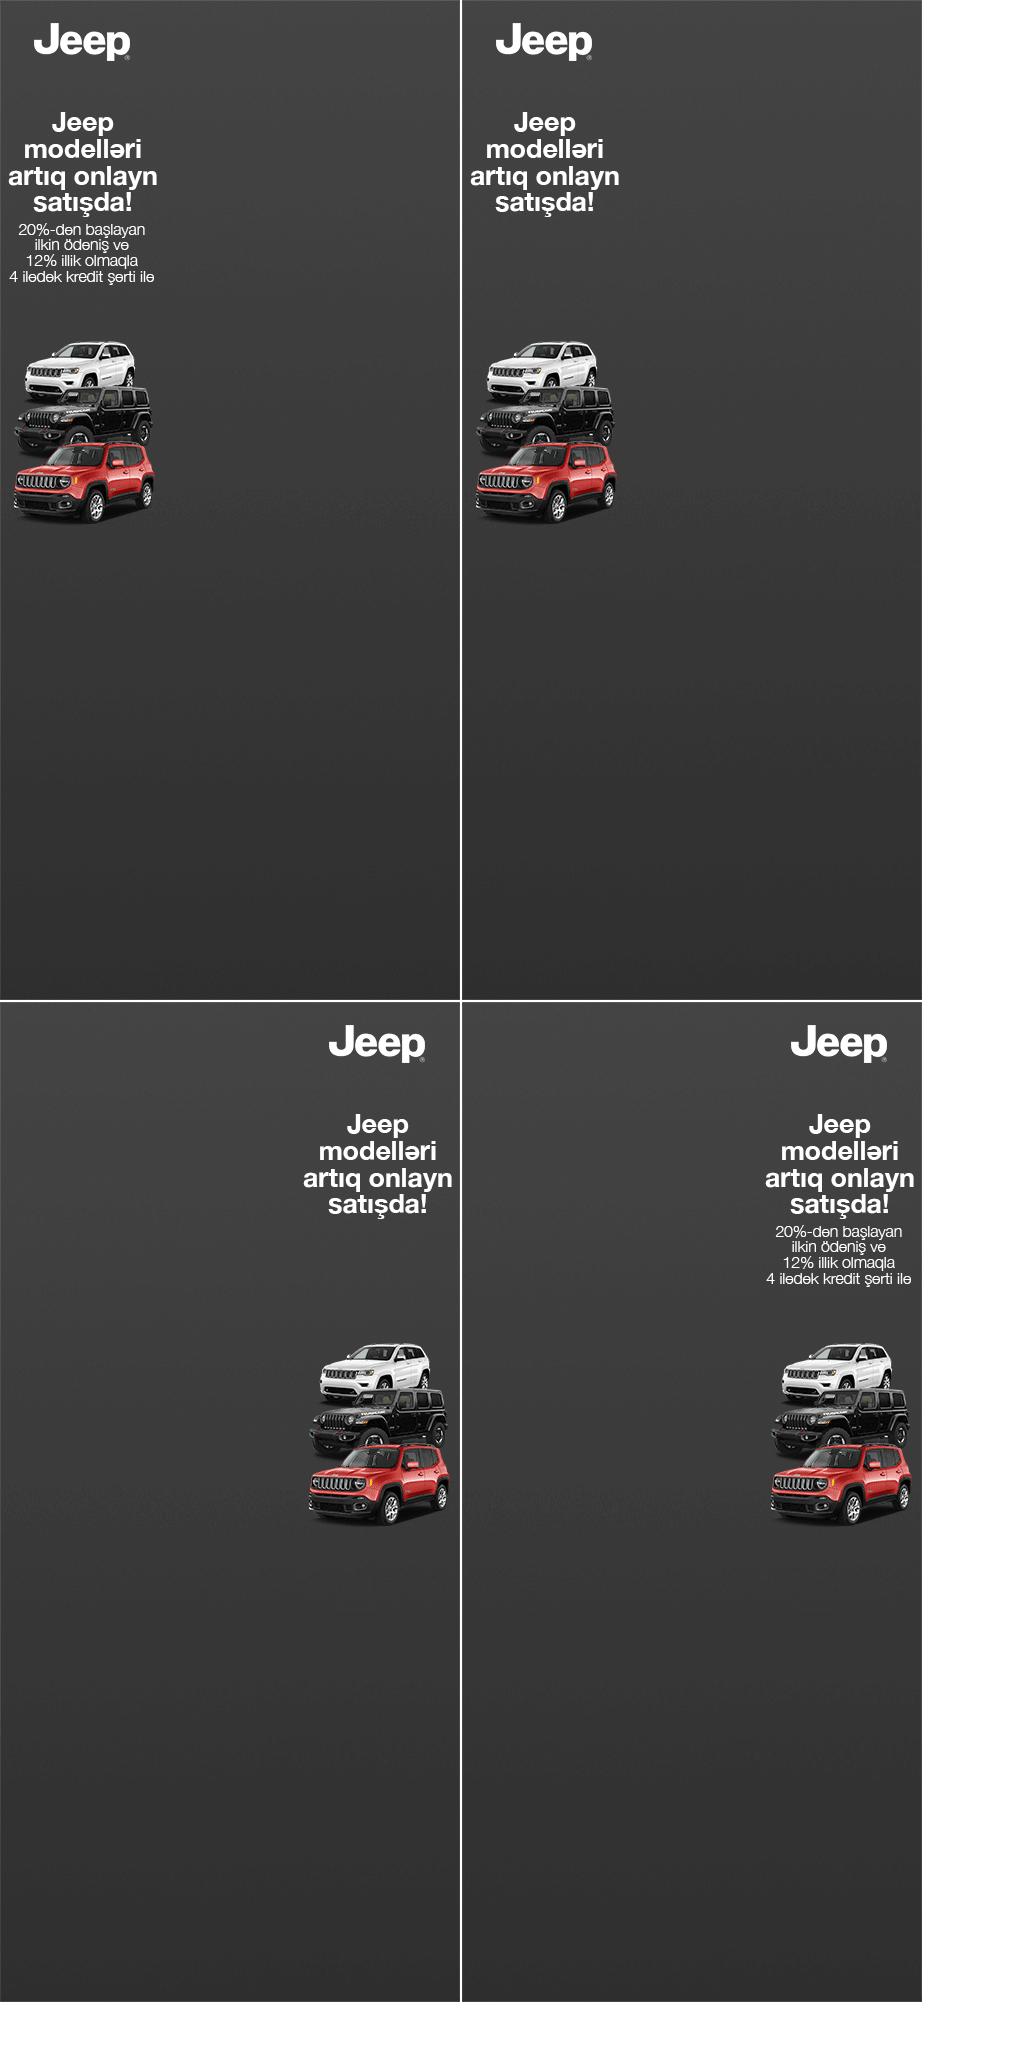 Jeep
Jeep
modelləri
artıq onlayn
satışda!
20%-dən başlayan
ilkin ödəniş və
12% illik olmaqla
4 ilədək kredit şərti ilə
Jeep
Jeep
modelləri
artıq onlayn
satışda!
Jeep
Jeep
modelləri
artıq onlayn
satışda!
Jeep
Jeep
modelləri
artıq onlayn
satışda!
20%-dən başlayan
ilkin ödəniş və
12% illik olmaqla
4 ilədək kredit şərti ilə